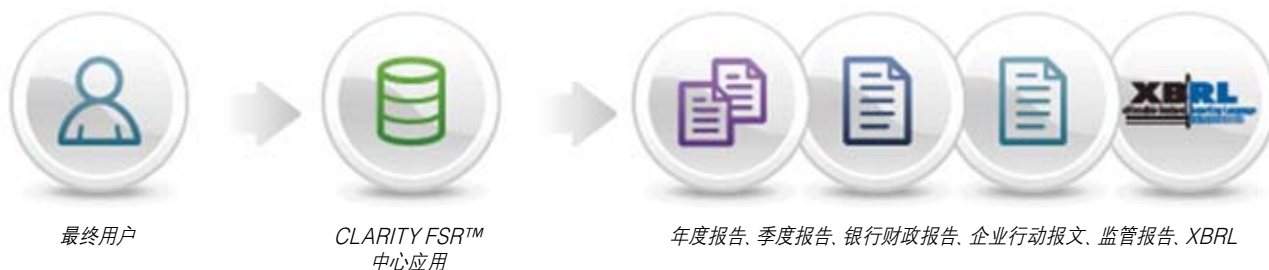 XBRL
最终用户
CLARITY FSR™
中心应用
年度报告、季度报告、银行财政报告、企业行动报文、监管报告、XBRL